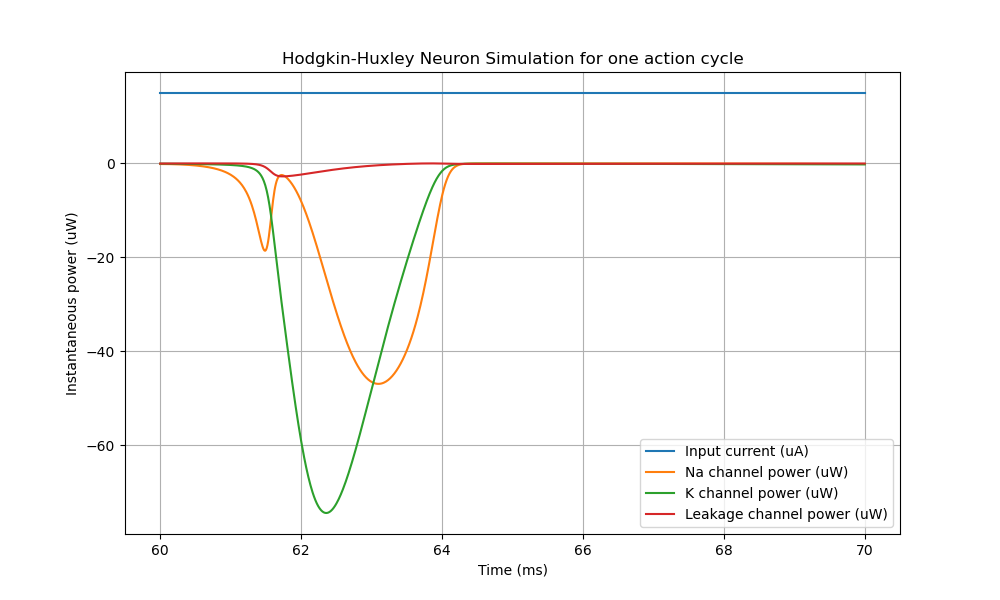 Hodgkin-Huxley Neuron Simulation for one action cycle
Instantaneous power (uW)
0
−20
−40
−60
Input current (uA)
Na channel power (uW)
K channel power (uW)
Leakage channel power (uW)
60 62 64 66 68 70
Time (ms)